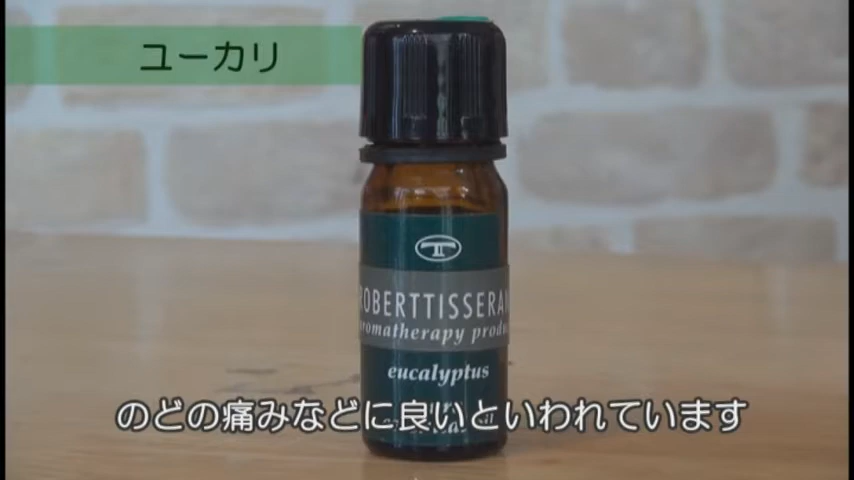 ユーカリ
ROBERTTISSERAN
aromatherapy produ
eucalyptus
のどの痛みなどに良いといわれています